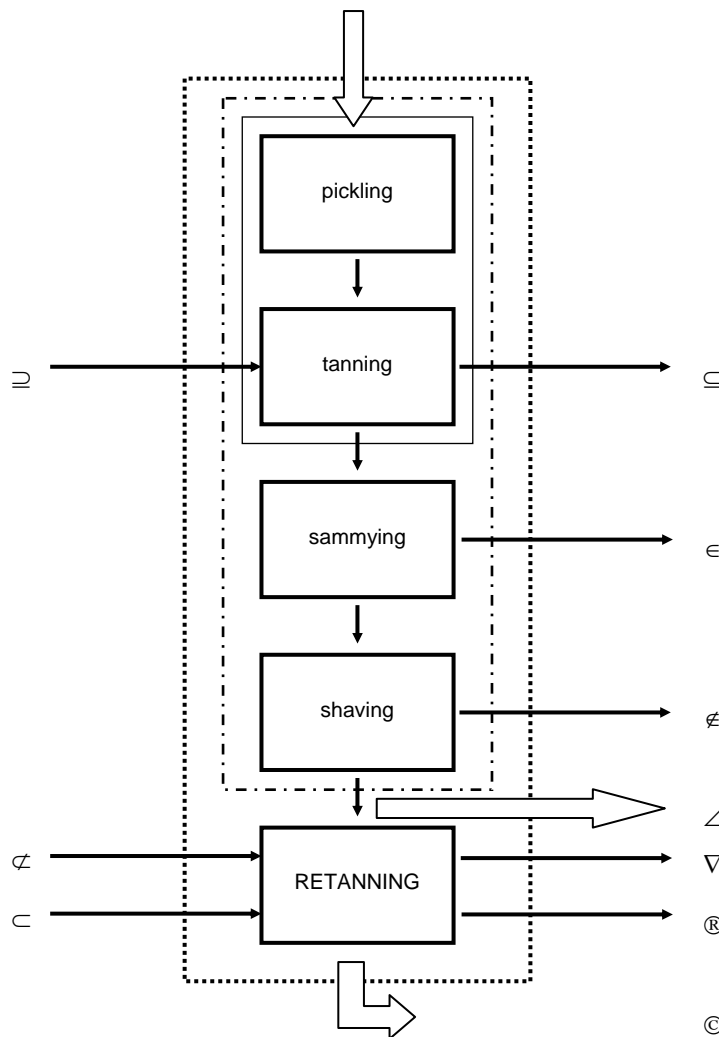 pickling
⊇ tanning ⊆
sammying ∈
shaving ∉
∠
⊄ RETANNING ∇
⊂ ®
©